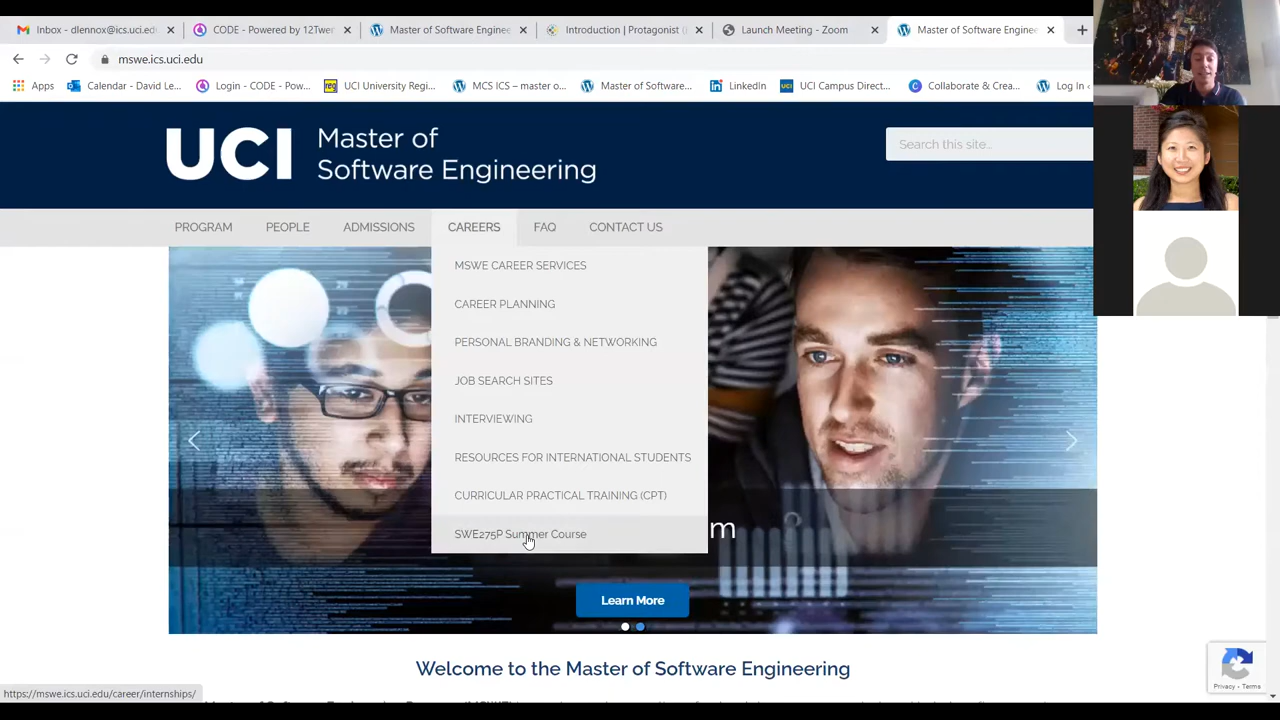 Inbox - dlennox@ics.uci.ed
CODE - Powered by 12Twer
Master of Software Engineerin
Introduction | Protagonist (
Launch Meeting - Zoom
Master of Software Enginee
mswe.ics.uci.edu
Apps
Calendar - David Le...
Login - CODE - Pow...
UCI University Regi...
MCS ICS – master o...
Master of Software...
LinkedIn
UCI Campus Direct...
Collaborate & Crea...
Log In ‹
UCI
Master of
Software Engineering
Search this site...
PROGRAM
PEOPLE
ADMISSIONS
CAREERS
FAQ
CONTACT US
MSWE CAREER SERVICES
CAREER PLANNING
PERSONAL BRANDING & NETWORKING
JOB SEARCH SITES
INTERVIEWING
RESOURCES FOR INTERNATIONAL STUDENTS
CURRICULAR PRACTICAL TRAINING (CPT)
SWE275P Summer Course
m
Learn More
Welcome to the Master of Software Engineering
https://mswe.ics.uci.edu/career/internships/
Privacy - Terms